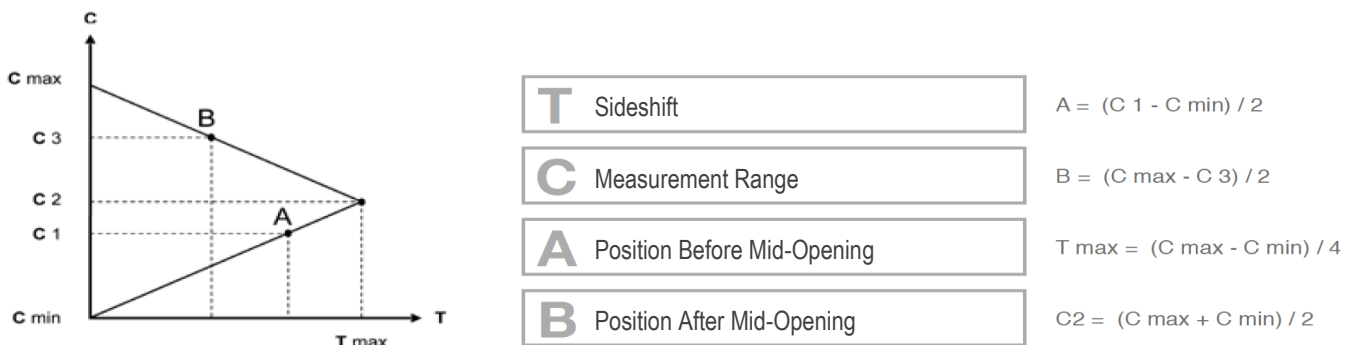 C
C max
C 3
C 2
C 1
C min
B
A
T
T max
T Sideshift
C Measurement Range
A Position Before Mid-Opening
B Position After Mid-Opening
A = (C 1 - C min) / 2
B = (C max - C 3) / 2
T max = (C max - C min) / 4
C2 = (C max + C min) / 2